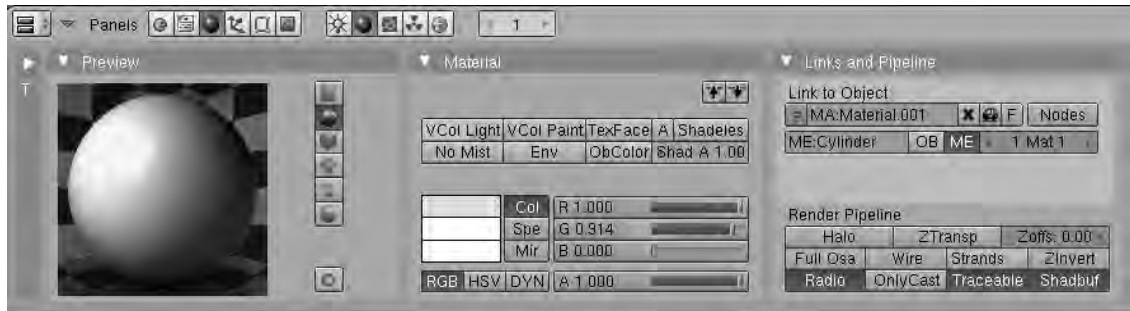 Panels 1
Preview
T
Material
VCol Light VCol Paint TexFace A Shadeles
No Mist Env ObColor Shad A 1.00
Col R 1.000
Spe G 0.914
Mir B 0.000
RGB HSV DYN A 1.000
Links and Pipeline
Link to Object
MA:Material.001 F Nodes
ME:Cylinder OB ME 1 Mat 1
Render Pipeline
Halo ZTransp Zoffs: 0.00
Full Osa Wire Strands ZInvert
Radio OnlyCast Traceable Shadbuf